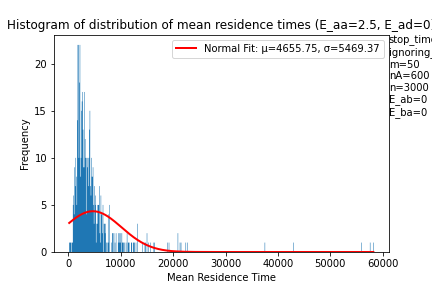 Histogram of distribution of mean residence times (E_aa=2.5, E_ad=0
Normal Fit: μ=4655.75, σ=5469.37
stop_time
ignoring_
m=50
nA=600
n=3000
E_ab=0
E_ba=0
Frequency
20
15
10
5
0
0 10000 20000 30000 40000 50000 60000
Mean Residence Time